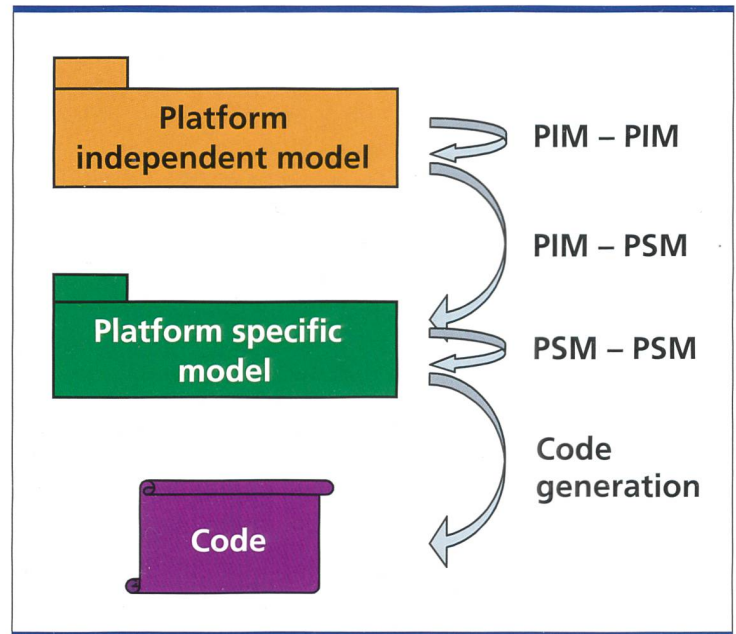 Platform
independent model
PIM – PIM
PIM – PSM
Platform specific
model
PSM – PSM
Code
generation
Code